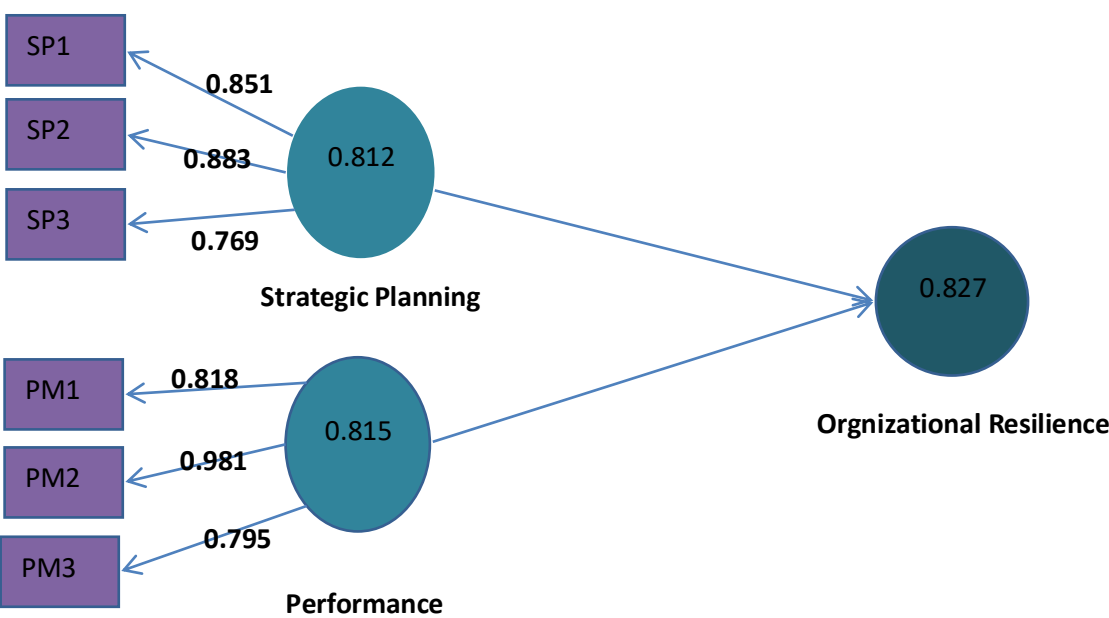 SP1
0.851
SP2
0.883
0.812
SP3
0.769
Strategic Planning
0.827
PM1
0.818
Orgnizational Resilience
0.815
PM2
0.981
PM3
0.795
Performance